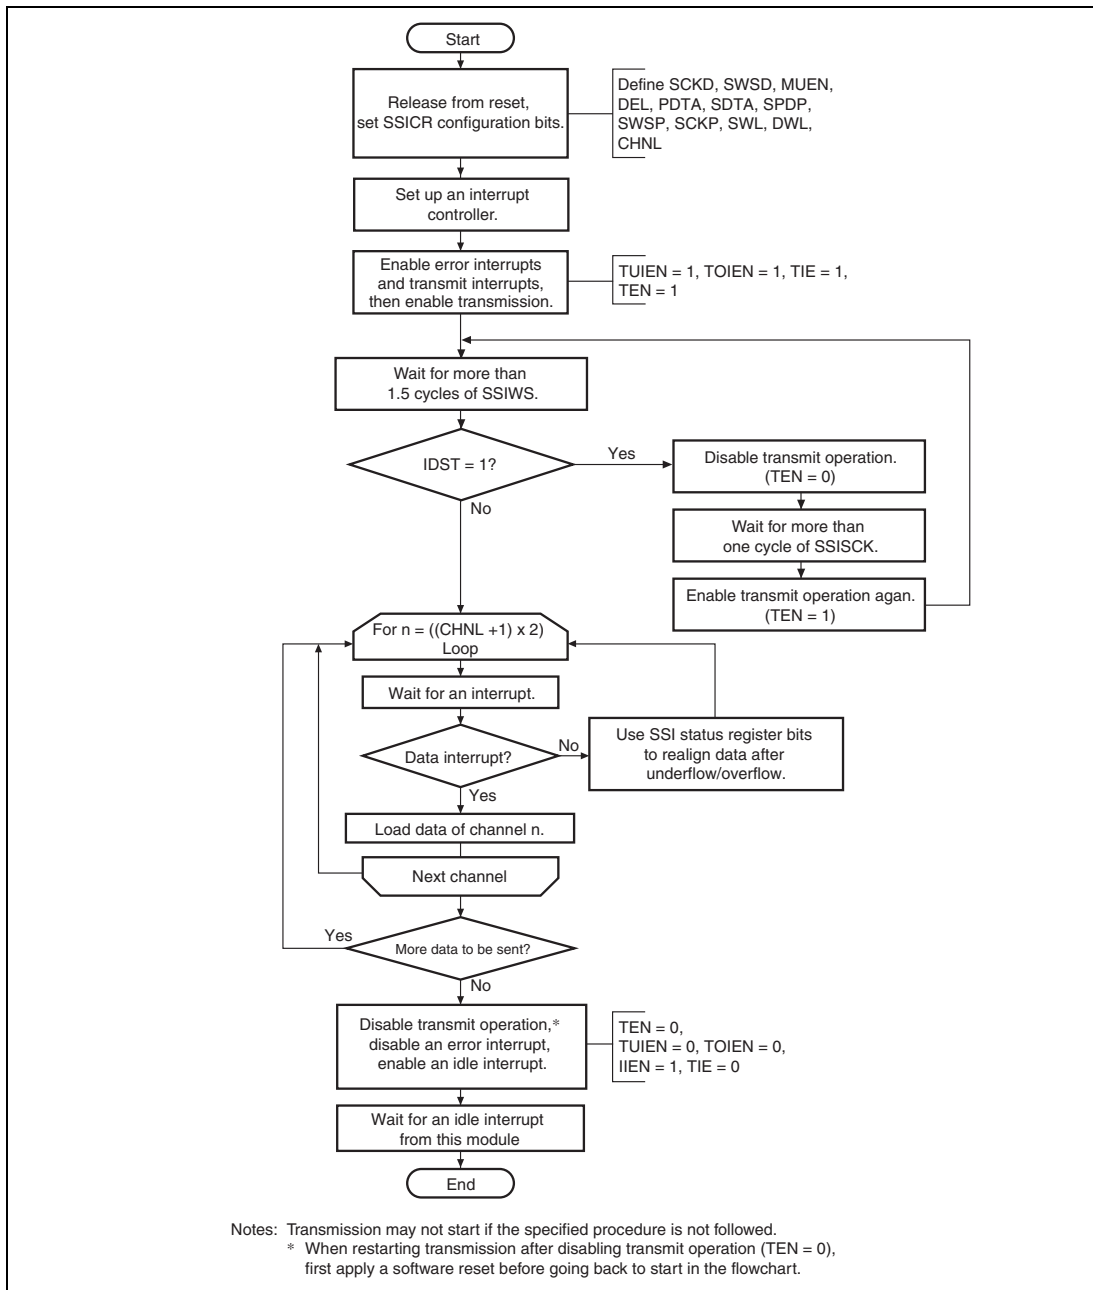 Start
Release from reset,
set SSICR configuration bits.
Define SCKD, SWSD, MUEN,
DEL, PDTA, SDTA, SPDP,
SWSP, SCKP, SWL, DWL,
CHNL
Set up an interrupt
controller.
Enable error interrupts
and transmit interrupts,
then enable transmission.
TUIEN = 1, TOIEN = 1, TIE = 1,
TEN = 1
Wait for more than
1.5 cycles of SSIWS.
IDST = 1?
Yes
No
Disable transmit operation.
(TEN = 0)
Wait for more than
one cycle of SSISCK.
Enable transmit operation agan.
(TEN = 1)
For n = ((CHNL +1) x 2)
Loop
Wait for an interrupt.
Data interrupt?
No
Yes
Use SSI status register bits
to realign data after
underflow/overflow.
Load data of channel n.
Next channel
More data to be sent?
Yes
No
Disable transmit operation,*
disable an error interrupt,
enable an idle interrupt.
TEN = 0,
TUIEN = 0, TOIEN = 0,
IIEN = 1, TIE = 0
Wait for an idle interrupt
from this module
End
Notes: Transmission may not start if the specified procedure is not followed.
* When restarting transmission after disabling transmit operation (TEN = 0),
first apply a software reset before going back to start in the flowchart.